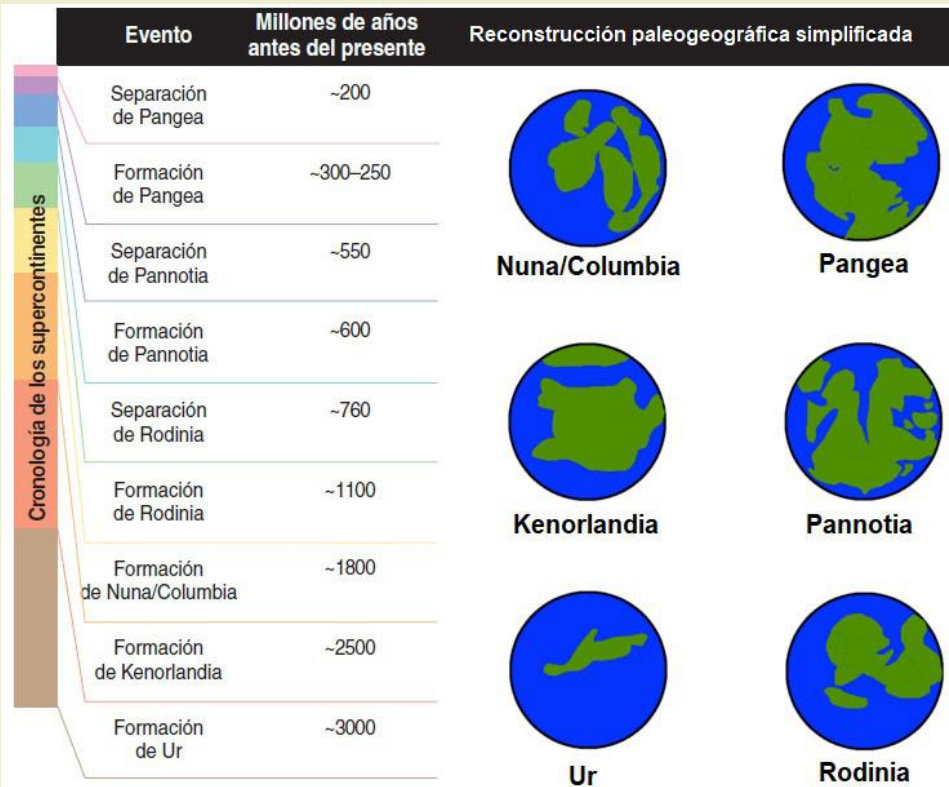 Evento
Millones de años
antes del presente
Reconstrucción paleogeográfica simplificada
Cronología de los supercontinentes
Separación
de Pangea
~200
Formación
de Pangea
~300–250
Separación
de Pannotia
~550
Formación
de Pannotia
~600
Separación
de Rodinia
~760
Formación
de Rodinia
~1100
Formación
de Nuna/Columbia
~1800
Formación
de Kenorlandia
~2500
Formación
de Ur
~3000
Nuna/Columbia
Pangea
Kenorlandia
Pannotia
Ur
Rodinia